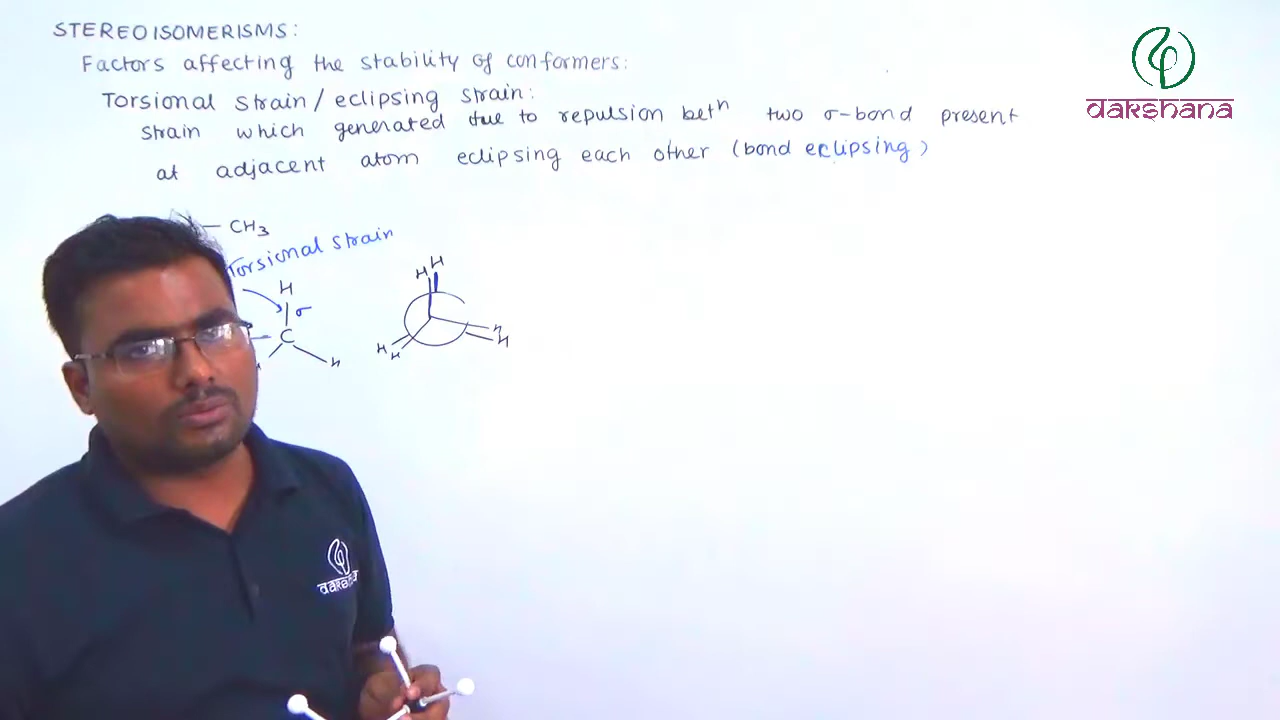 STEREOISOMERISMS:
Factors affecting the stability of conformers:
Torsional strain/eclipsing strain:
strain which generated due to repulsion betⁿ two σ-bond present
at adjacent atom eclipsing each other (bond eclipsing)
dakshana
— CH₃
Torsional strain
H
σ
C
H
H H
H
H
H
H
dakshana